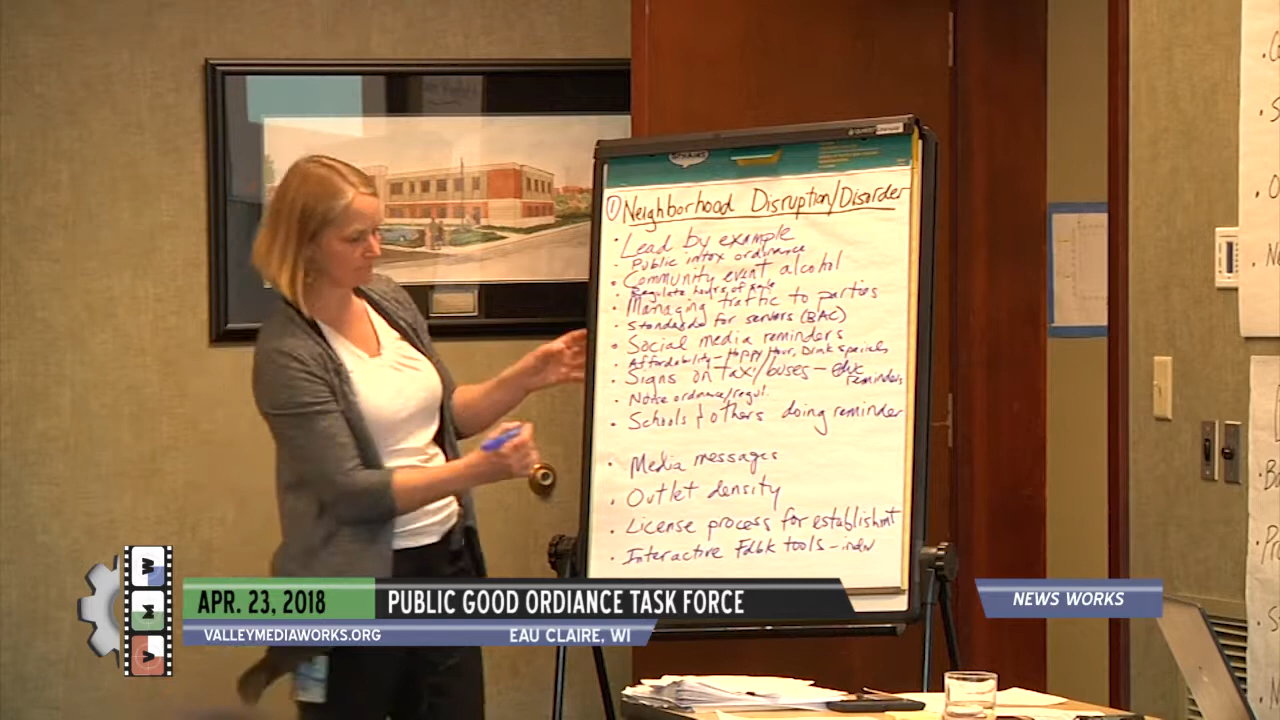 ① Neighborhood Disruption/Disorder
• Lead by example
• Public intox ordinance
• Community event alcohol
• Regulate hours of sale
• Managing traffic to parties
• Standards for servers (BAC)
• Social media reminders
• Affordability - Happy Hour, Drink specials
• Signs on taxi/buses - educ reminders
• Noise ordnance/regul.
• Schools & others doing reminder
• Media messages
• Outlet density
• License process for establishmt
• Interactive Fdbk tools - indiv
W
M
V
APR. 23, 2018
PUBLIC GOOD ORDIANCE TASK FORCE
NEWS WORKS
VALLEYMEDIAWORKS.ORG
EAU CLAIRE, WI